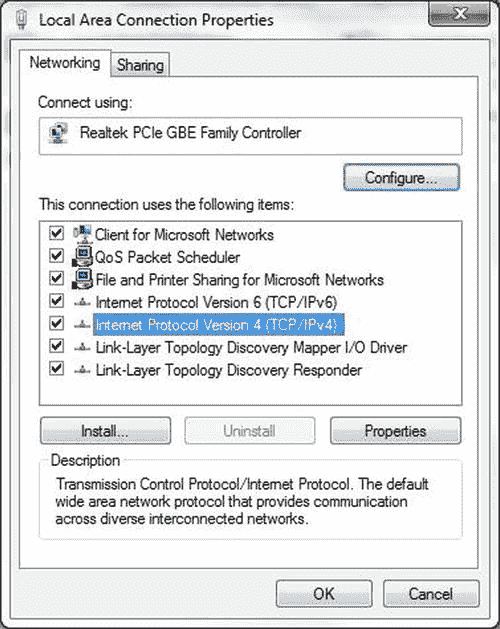 Local Area Connection Properties
Networking Sharing
Connect using:
Realtek PCIe GBE Family Controller
Configure...
This connection uses the following items:
Client for Microsoft Networks
QoS Packet Scheduler
File and Printer Sharing for Microsoft Networks
Internet Protocol Version 6 (TCP/IPv6)
Internet Protocol Version 4 (TCP/IPv4)
Link-Layer Topology Discovery Mapper I/O Driver
Link-Layer Topology Discovery Responder
Install... Uninstall Properties
Description
Transmission Control Protocol/Internet Protocol. The default
wide area network protocol that provides communication
across diverse interconnected networks.
OK Cancel